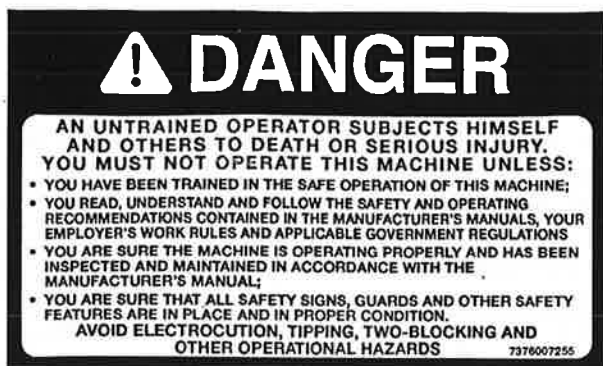 DANGER
AN UNTRAINED OPERATOR SUBJECTS HIMSELF
AND OTHERS TO DEATH OR SERIOUS INJURY.
YOU MUST NOT OPERATE THIS MACHINE UNLESS:
• YOU HAVE BEEN TRAINED IN THE SAFE OPERATION OF THIS MACHINE;
• YOU READ, UNDERSTAND AND FOLLOW THE SAFETY AND OPERATING
RECOMMENDATIONS CONTAINED IN THE MANUFACTURER'S MANUALS, YOUR
EMPLOYER'S WORK RULES AND APPLICABLE GOVERNMENT REGULATIONS
• YOU ARE SURE THE MACHINE IS OPERATING PROPERLY AND HAS BEEN
INSPECTED AND MAINTAINED IN ACCORDANCE WITH THE
MANUFACTURER'S MANUAL;
• YOU ARE SURE THAT ALL SAFETY SIGNS, GUARDS AND OTHER SAFETY
FEATURES ARE IN PLACE AND IN PROPER CONDITION.
AVOID ELECTROCUTION, TIPPING, TWO-BLOCKING AND
OTHER OPERATIONAL HAZARDS 7376007255